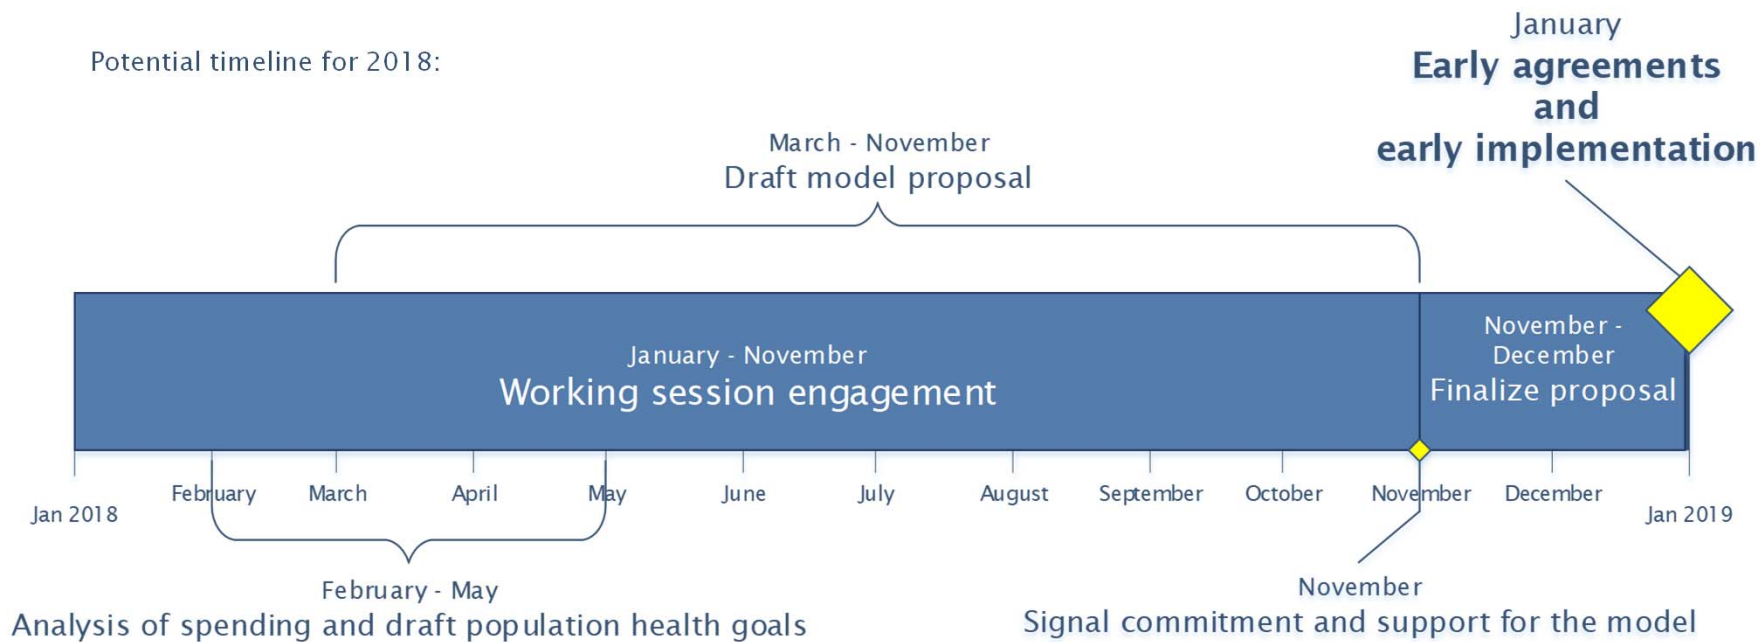 Potential timeline for 2018:
January
Early agreements
and
early implementation
March - November
Draft model proposal
January - November
Working session engagement
November -
December
Finalize proposal
Jan 2018
February
March
April
May
June
July
August
September
October
November
December
Jan 2019
February - May
Analysis of spending and draft population health goals
November
Signal commitment and support for the model